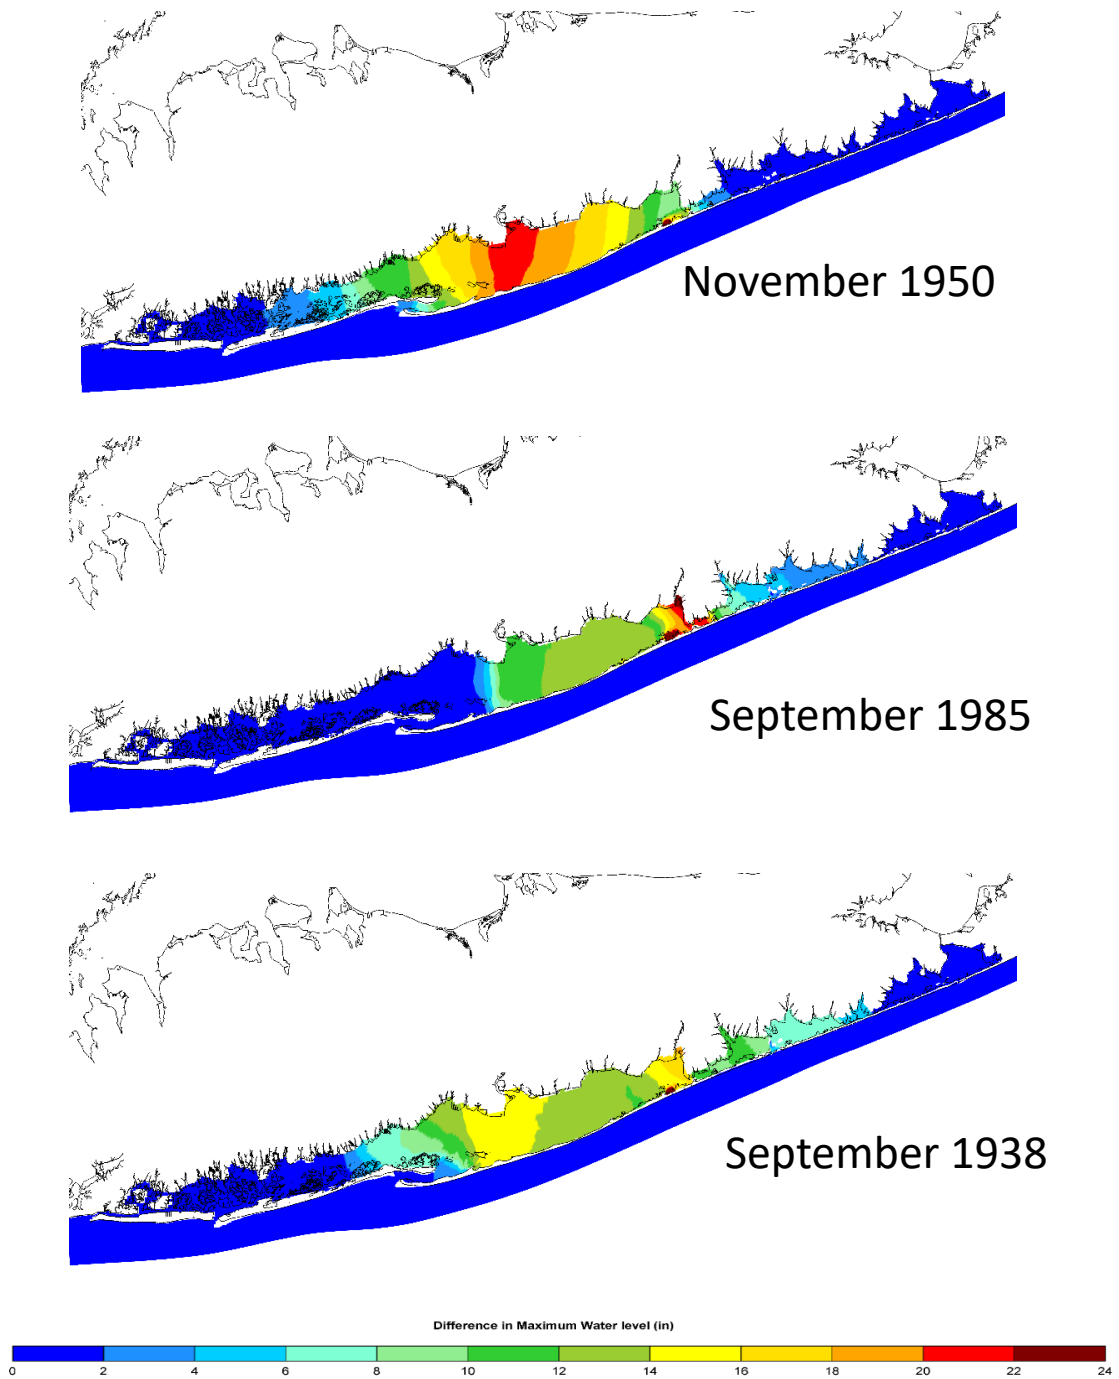 November 1950
September 1985
September 1938
Difference in Maximum Water level (in)
0 2 4 6 8 10 12 14 16 18 20 22 24